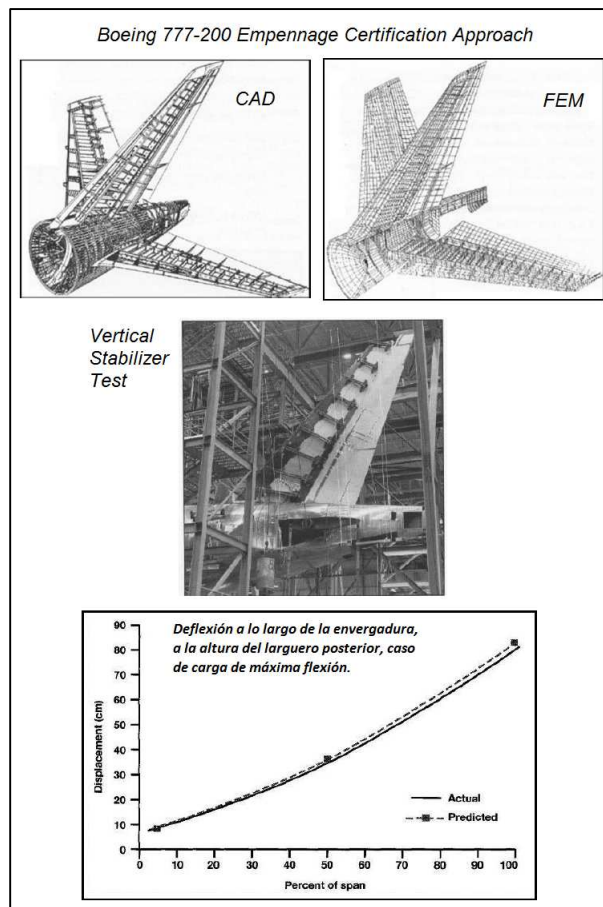 Boeing 777-200 Empennage Certification Approach
CAD
FEM
Vertical
Stabilizer
Test
Deflexión a lo largo de la envergadura,
a la altura del larguero posterior, caso
de carga de máxima flexión.
Displacement (cm)
90
80
70
60
50
40
30
20
10
0
Actual
Predicted
0 10 20 30 40 50 60 70 80 90 100
Percent of span